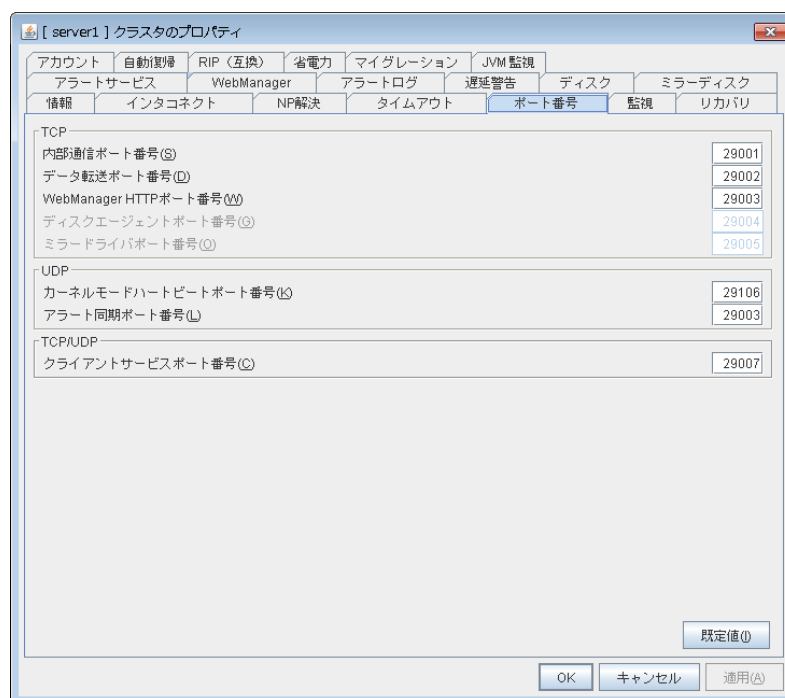 [ server1 ] クラスタのプロパティ
アカウント 自動復帰 RIP（互換） 省電力 マイグレーション JVM 監視
アラートサービス WebManager アラートログ 遅延警告 ディスク ミラーディスク
情報 インタコネクト NP解決 タイムアウト ポート番号 監視 リカバリ
TCP
内部通信ポート番号(S) 29001
データ転送ポート番号(D) 29002
WebManager HTTPポート番号(W) 29003
ディスクエージェントポート番号(G) 29004
ミラードライバポート番号(O) 29005
UDP
カーネルモードハートビートポート番号(K) 29106
アラート同期ポート番号(L) 29003
TCP/UDP
クライアントサービスポート番号(C) 29007
既定値(I)
OK キャンセル 適用(A)